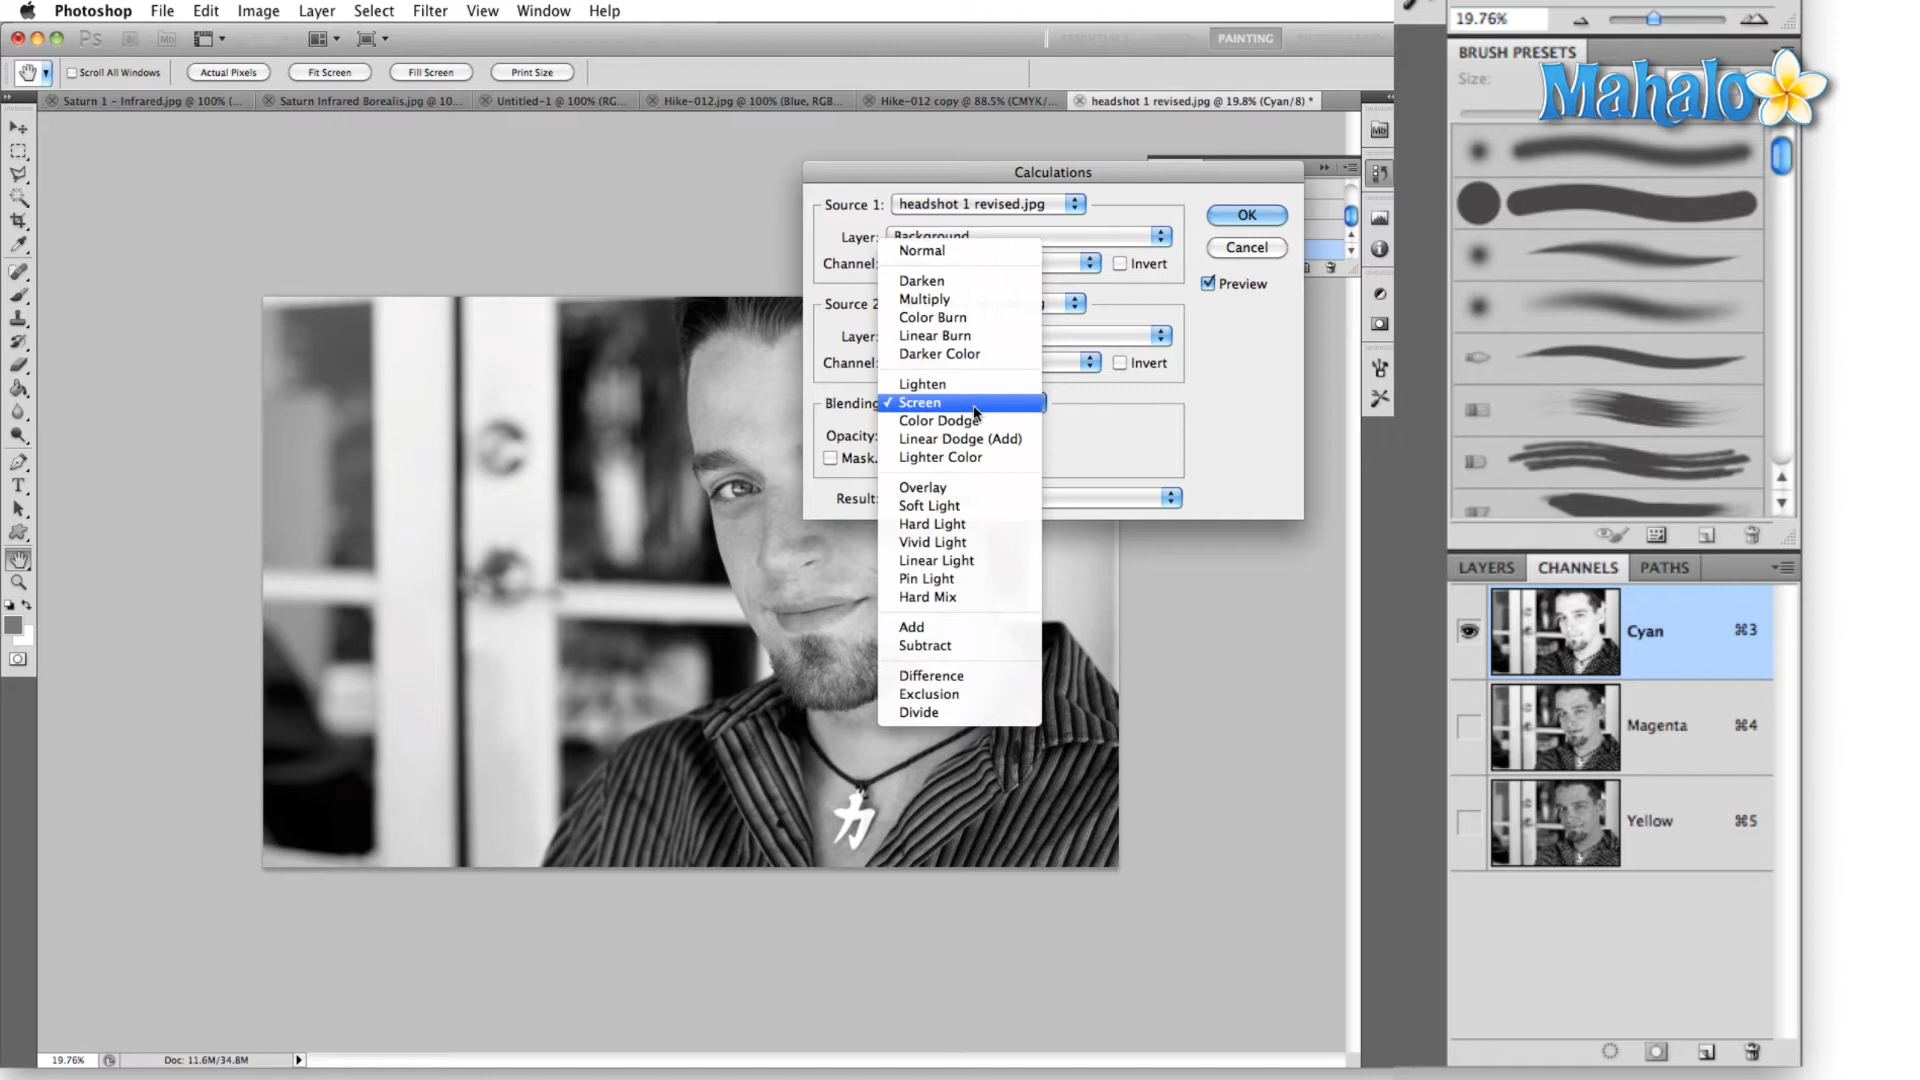 Photoshop File Edit Image Layer Select Filter View Window Help
19.76%
Ps Br Mb PAINTING
BRUSH PRESETS
Mahalo
Scroll All Windows Actual Pixels Fit Screen Fill Screen Print Size
Size:
Saturn 1 - Infrared.jpg @ 100% (... Saturn Infrared Borealis.jpg @ 10... Untitled-1 @ 100% (RG... Hike-012.jpg @ 100% (Blue, RGB... Hike-012 copy @ 88.5% (CMYK/... headshot 1 revised.jpg @ 19.8% (Cyan/8) *
Mb
Calculations
Source 1: headshot 1 revised.jpg
OK
Layer: Background
Cancel
Normal
Channel: Invert
Darken
Preview
Multiply
Source 2
Color Burn
Linear Burn
Layer:
Darker Color
Channel: Invert
Lighten
Blending ✓ Screen
Color Dodge
Opacity:
Linear Dodge (Add)
Mask.
Lighter Color
Overlay
Result:
Soft Light
Hard Light
Vivid Light
Linear Light
Pin Light
Hard Mix
Add
Subtract
Difference
Exclusion
Divide
T
力
LAYERS CHANNELS PATHS
Cyan ⌘3
Magenta ⌘4
Yellow ⌘5
19.76% Doc: 11.6M/34.8M